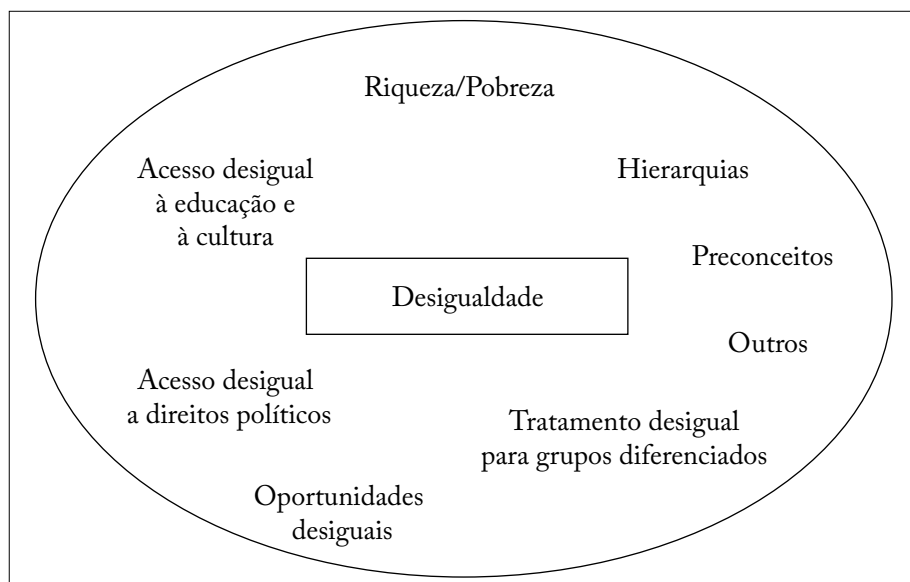 Riqueza/Pobreza
Acesso desigual
à educação e
à cultura
Hierarquias
Preconceitos
Desigualdade
Outros
Acesso desigual
a direitos políticos
Tratamento desigual
para grupos diferenciados
Oportunidades
desiguais